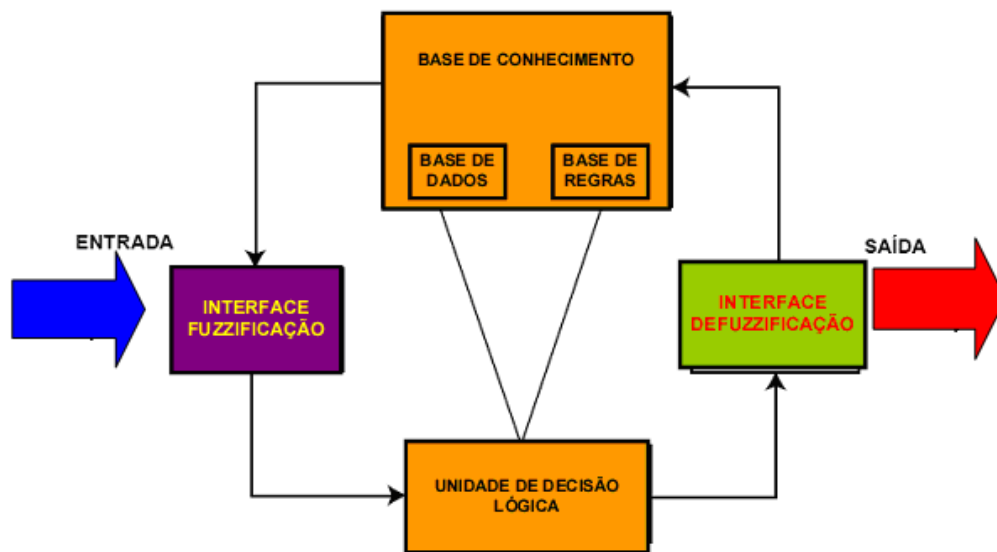 BASE DE CONHECIMENTO
BASE DE
DADOS
BASE DE
REGRAS
ENTRADA
SAÍDA
INTERFACE
FUZZIFICAÇÃO
INTERFACE
DEFUZZIFICAÇÃO
UNIDADE DE DECISÃO
LÓGICA